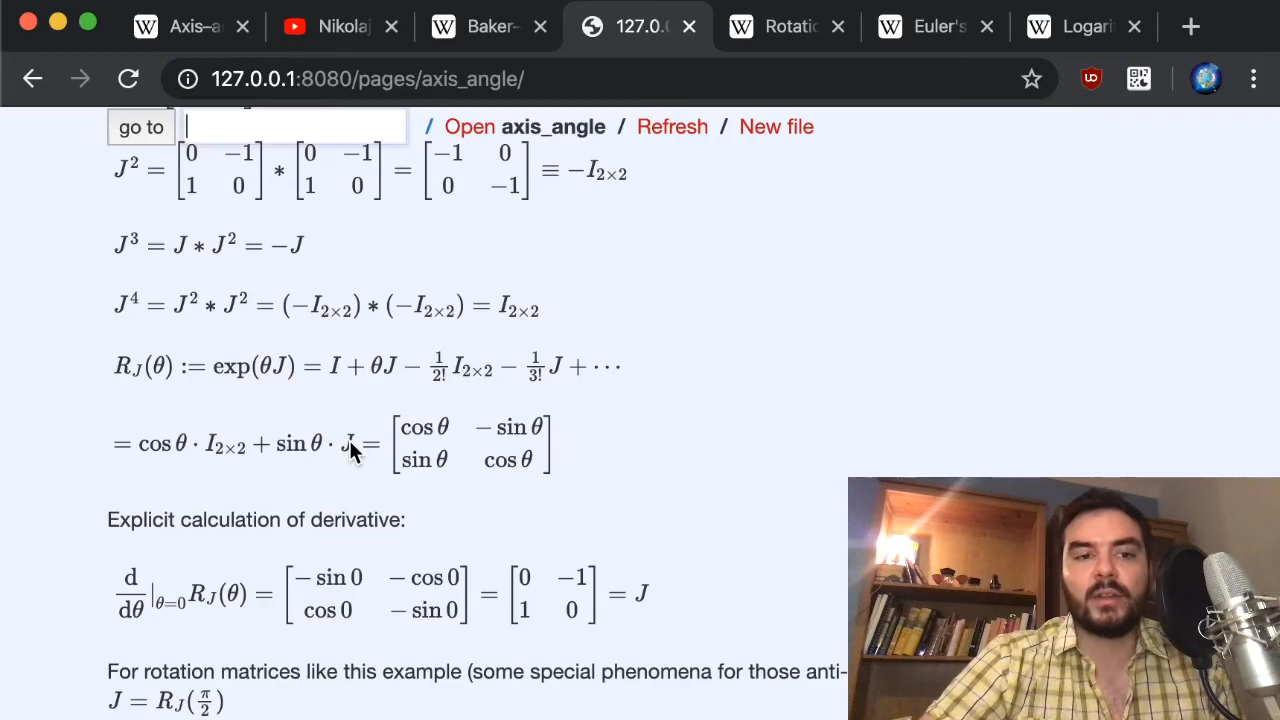 Axis–a
Nikolaj
Baker–
127.0.
Rotatio
Euler's
Logarit
127.0.0.1:8080/pages/axis_angle/
go to / Open axis_angle / Refresh / New file
J² = [0 −1; 1 0] * [0 −1; 1 0] = [−1 0; 0 −1] ≡ −I₂ₓ₂
J³ = J * J² = −J
J⁴ = J² * J² = (−I₂ₓ₂) * (−I₂ₓ₂) = I₂ₓ₂
R_J(θ) := exp(θJ) = I + θJ − 1/2! I₂ₓ₂ − 1/3! J + ⋯
= cos θ · I₂ₓ₂ + sin θ · J = [cos θ − sin θ; sin θ cos θ]
Explicit calculation of derivative:
d/dθ |θ=0 R_J(θ) = [− sin 0 − cos 0; cos 0 − sin 0] = [0 −1; 1 0] = J
For rotation matrices like this example (some special phenomena for those anti-
J = R_J(π/2)